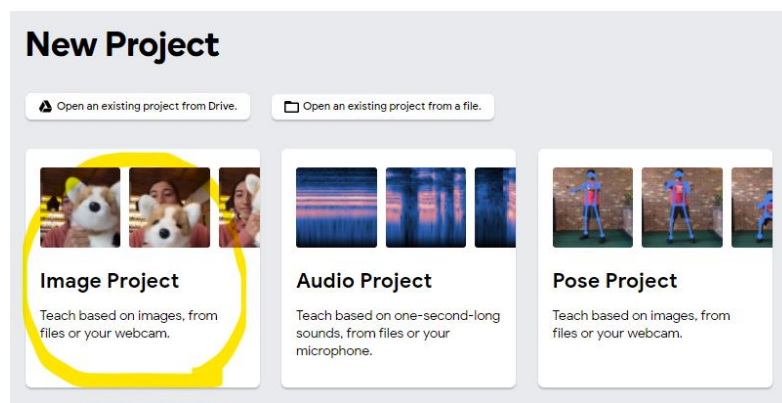 New Project
Open an existing project from Drive.
Open an existing project from a file.
Image Project
Teach based on images, from
files or your webcam.
Audio Project
Teach based on one-second-long
sounds, from files or your
microphone.
Pose Project
Teach based on images, from
files or your webcam.